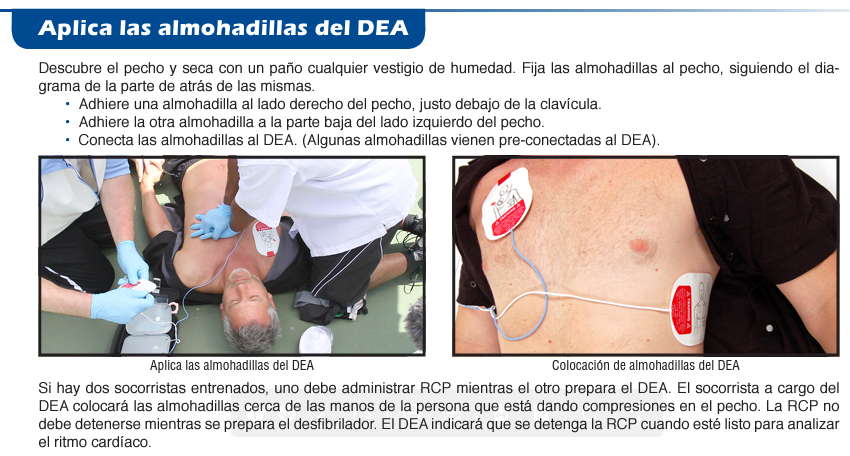 Aplica las almohadillas del DEA
Descubre el pecho y seca con un paño cualquier vestigio de humedad. Fija las almohadillas al pecho, siguiendo el dia-
grama de la parte de atrás de las mismas.
• Adhiere una almohadilla al lado derecho del pecho, justo debajo de la clavícula.
• Adhiere la otra almohadilla a la parte baja del lado izquierdo del pecho.
• Conecta las almohadillas al DEA. (Algunas almohadillas vienen pre-conectadas al DEA).
Aplica las almohadillas del DEA
Colocación de almohadillas del DEA
Si hay dos socorristas entrenados, uno debe administrar RCP mientras el otro prepara el DEA. El socorrista a cargo del
DEA colocará las almohadillas cerca de las manos de la persona que está dando compresiones en el pecho. La RCP no
debe detenerse mientras se prepara el desfibrilador. El DEA indicará que se detenga la RCP cuando esté listo para analizar
el ritmo cardíaco.